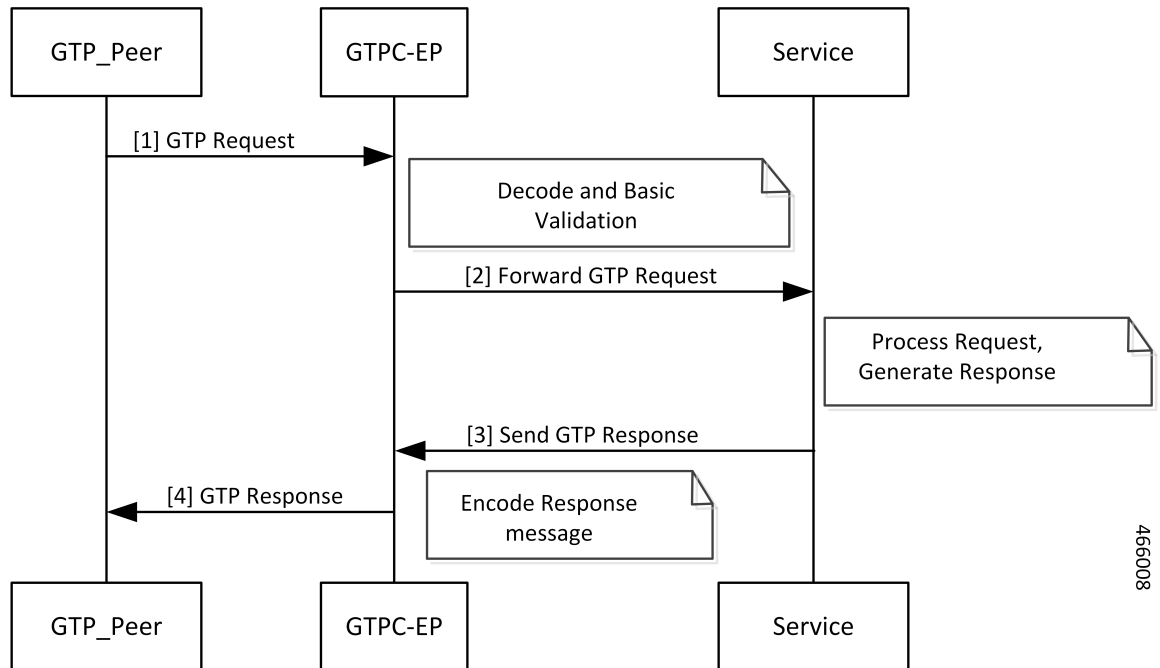 GTP_Peer
GTPC-EP
Service
[1] GTP Request
Decode and Basic
Validation
[2] Forward GTP Request
Process Request,
Generate Response
[3] Send GTP Response
[4] GTP Response
Encode Response
message
466008
GTP_Peer
GTPC-EP
Service